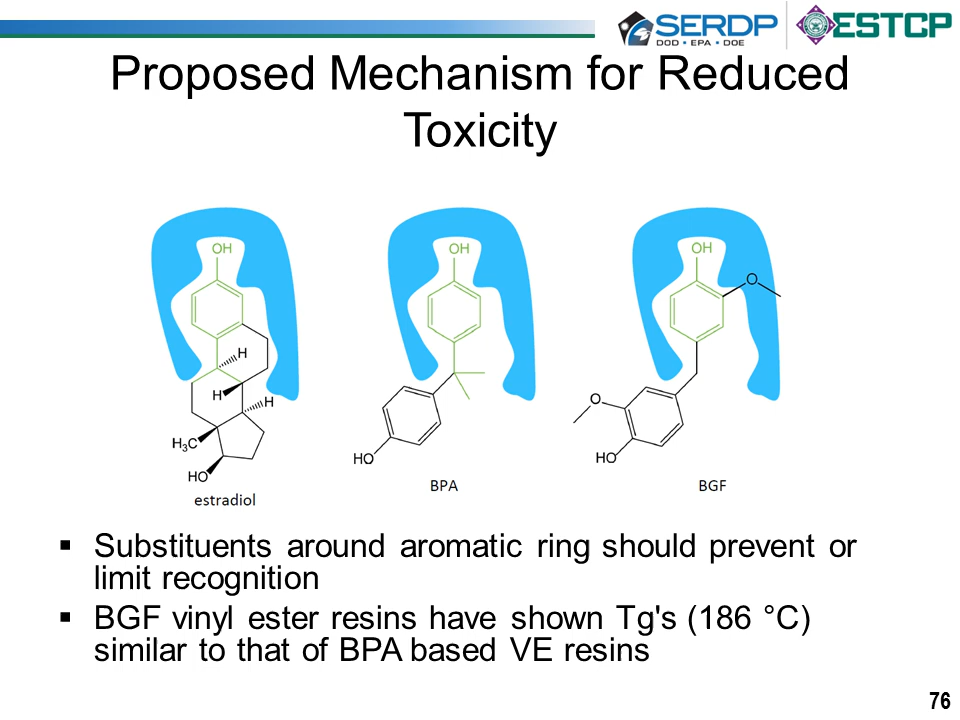 SERDP
DOD • EPA • DOE
ESTCP
Proposed Mechanism for Reduced
Toxicity
OH
H
H
H
H₃C
HO
estradiol
OH
HO
BPA
OH
O
O
HO
BGF
▪ Substituents around aromatic ring should prevent or
limit recognition
▪ BGF vinyl ester resins have shown Tg's (186 °C)
similar to that of BPA based VE resins
76